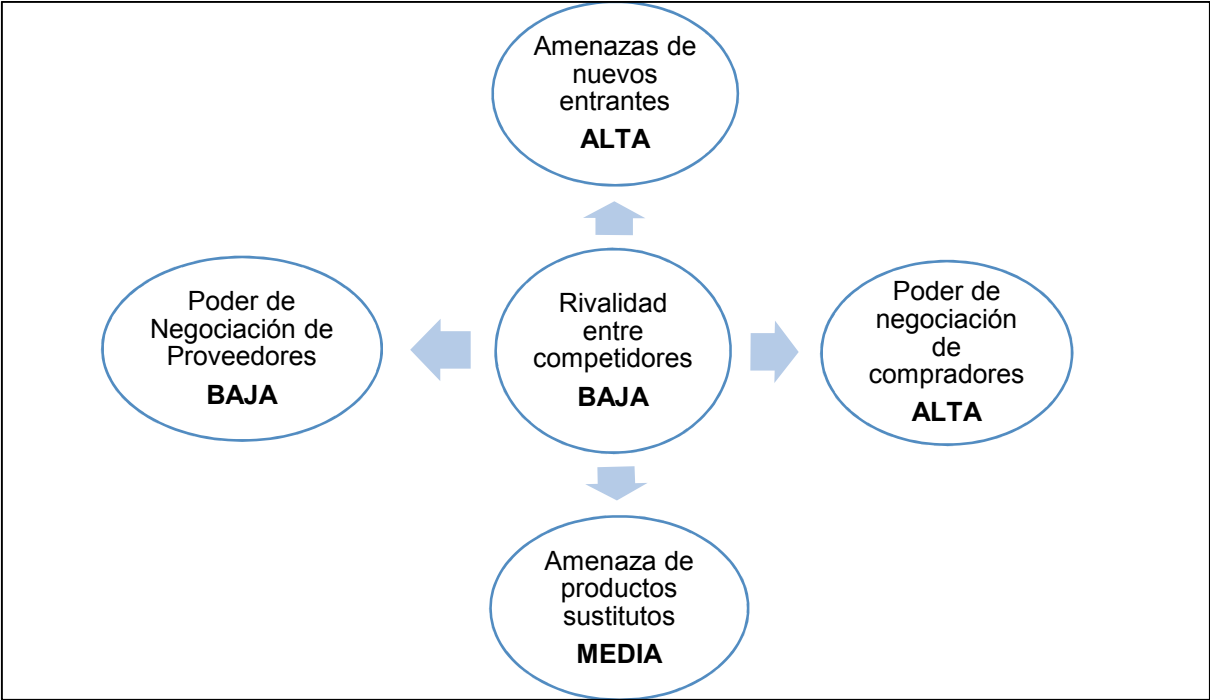 Amenazas de
nuevos
entrantes
ALTA
Poder de
Negociación de
Proveedores
BAJA
Rivalidad
entre
competidores
BAJA
Poder de
negociación
de
compradores
ALTA
Amenaza de
productos
sustitutos
MEDIA